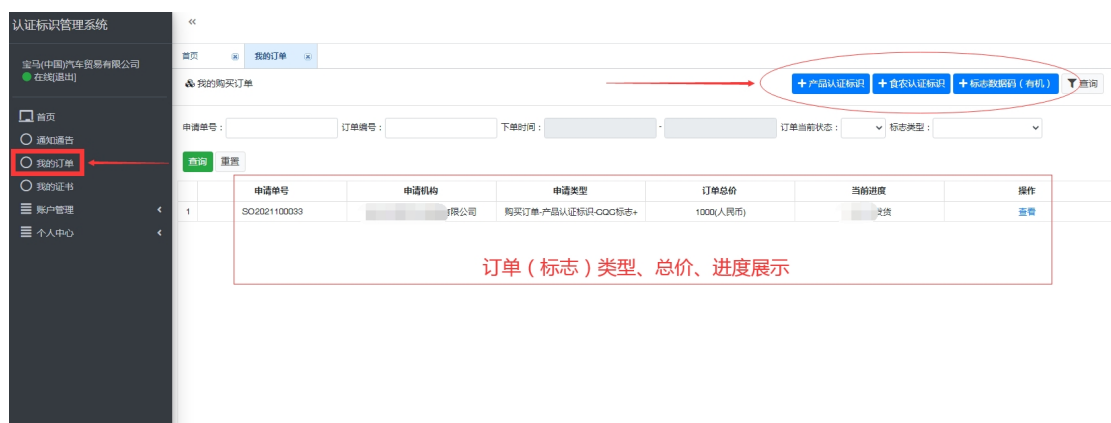 认证标识管理系统
«
宝马(中国)汽车贸易有限公司
在线[退出]
首页
我的订单
我的购买订单
+ 产品认证标识
+ 食农认证标识
+ 标志数据码（有机）
查询
首页
通知通告
我的订单
我的证书
账户管理
个人中心
申请单号：
订单编号：
下单时间：
-
订单当前状态：
标志类型：
查询
重置
申请单号 申请机构 申请类型 订单总价 当前进度 操作
1 SO2021100033 有限公司 购买订单-产品认证标识-CQC标志+ 1000(人民币) 发货 查看
订单（标志）类型、总价、进度展示